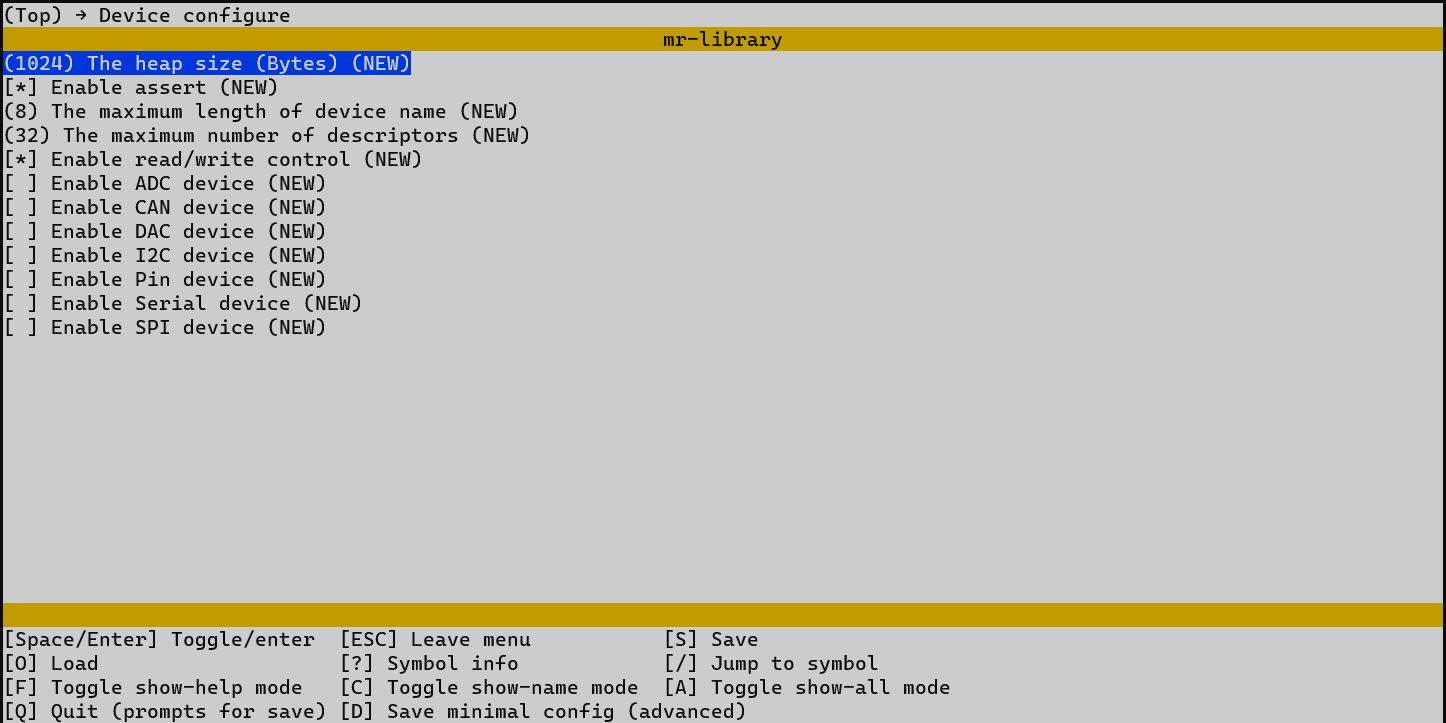 (Top) → Device configure
mr-library
(1024) The heap size (Bytes) (NEW)
[*] Enable assert (NEW)
(8) The maximum length of device name (NEW)
(32) The maximum number of descriptors (NEW)
[*] Enable read/write control (NEW)
[ ] Enable ADC device (NEW)
[ ] Enable CAN device (NEW)
[ ] Enable DAC device (NEW)
[ ] Enable I2C device (NEW)
[ ] Enable Pin device (NEW)
[ ] Enable Serial device (NEW)
[ ] Enable SPI device (NEW)
[Space/Enter] Toggle/enter [ESC] Leave menu [S] Save
[O] Load [?] Symbol info [/] Jump to symbol
[F] Toggle show-help mode [C] Toggle show-name mode [A] Toggle show-all mode
[Q] Quit (prompts for save) [D] Save minimal config (advanced)